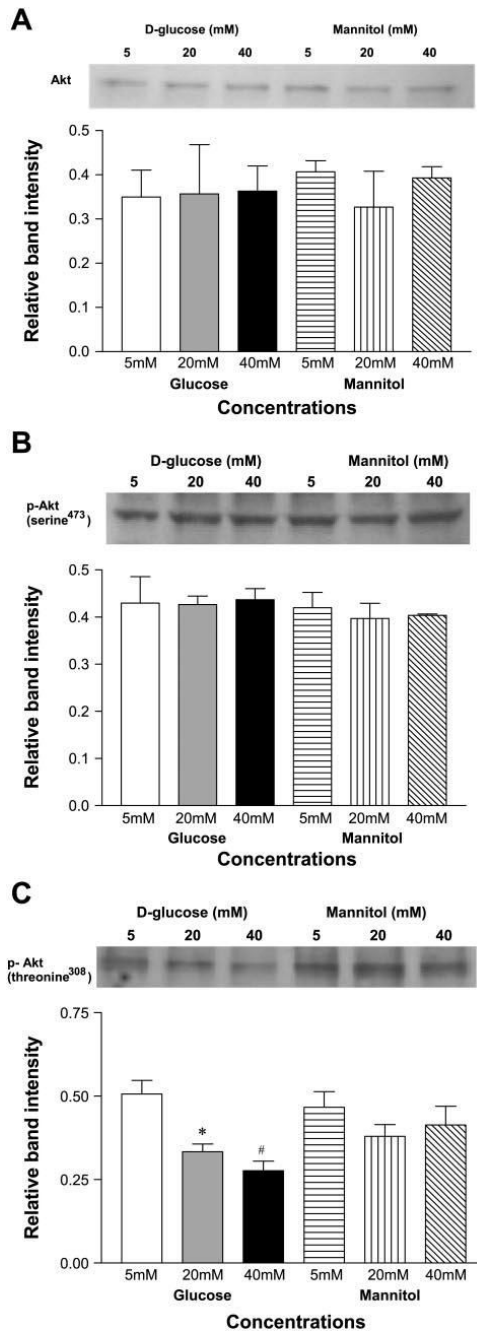 A
D-glucose (mM) Mannitol (mM)
5 20 40 5 20 40
Akt
Relative band intensity
0.5
0.4
0.3
0.2
0.1
0.0
5mM 20mM 40mM 5mM 20mM 40mM
Glucose Mannitol
Concentrations
B
D-glucose (mM) Mannitol (mM)
5 20 40 5 20 40
p-Akt
(serine⁴⁷³)
Relative band intensity
0.5
0.4
0.3
0.2
0.1
0.0
5mM 20mM 40mM 5mM 20mM 40mM
Glucose Mannitol
Concentrations
C
D-glucose (mM) Mannitol (mM)
5 20 40 5 20 40
p- Akt
(threonine³⁰⁸)
Relative band intensity
0.75
0.50
0.25
0.00
*
#
5mM 20mM 40mM 5mM 20mM 40mM
Glucose Mannitol
Concentrations